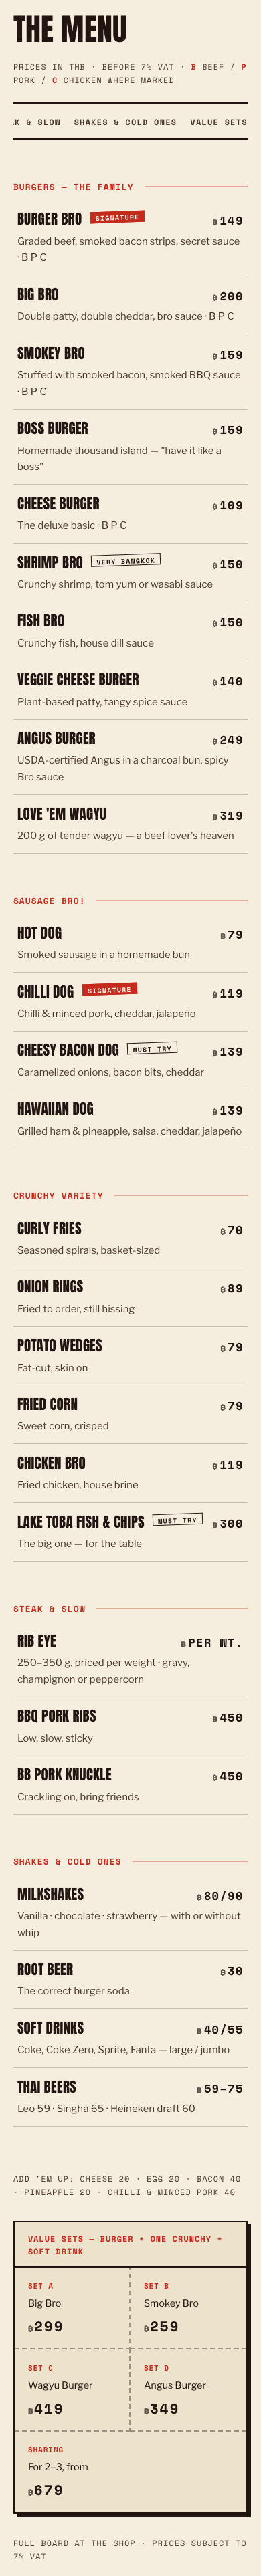 THE MENU
PRICES IN THB · BEFORE 7% VAT · B BEEF / P
PORK / C CHICKEN WHERE MARKED
K & SLOW SHAKES & COLD ONES VALUE SETS
BURGERS — THE FAMILY
BURGER BRO SIGNATURE ฿149
Graded beef, smoked bacon strips, secret sauce
· B P C
BIG BRO ฿200
Double patty, double cheddar, bro sauce · B P C
SMOKEY BRO ฿159
Stuffed with smoked bacon, smoked BBQ sauce
· B P C
BOSS BURGER ฿159
Homemade thousand island — "have it like a
boss"
CHEESE BURGER ฿109
The deluxe basic · B P C
SHRIMP BRO VERY BANGKOK ฿150
Crunchy shrimp, tom yum or wasabi sauce
FISH BRO ฿150
Crunchy fish, house dill sauce
VEGGIE CHEESE BURGER ฿140
Plant-based patty, tangy spice sauce
ANGUS BURGER ฿249
USDA-certified Angus in a charcoal bun, spicy
Bro sauce
LOVE 'EM WAGYU ฿319
200 g of tender wagyu — a beef lover's heaven
SAUSAGE BRO!
HOT DOG ฿79
Smoked sausage in a homemade bun
CHILLI DOG SIGNATURE ฿119
Chilli & minced pork, cheddar, jalapeño
CHEESY BACON DOG MUST TRY ฿139
Caramelized onions, bacon bits, cheddar
HAWAIIAN DOG ฿139
Grilled ham & pineapple, salsa, cheddar, jalapeño
CRUNCHY VARIETY
CURLY FRIES ฿70
Seasoned spirals, basket-sized
ONION RINGS ฿89
Fried to order, still hissing
POTATO WEDGES ฿79
Fat-cut, skin on
FRIED CORN ฿79
Sweet corn, crisped
CHICKEN BRO ฿119
Fried chicken, house brine
LAKE TOBA FISH & CHIPS MUST TRY ฿300
The big one — for the table
STEAK & SLOW
RIB EYE ฿PER WT.
250–350 g, priced per weight · gravy,
champignon or peppercorn
BBQ PORK RIBS ฿450
Low, slow, sticky
BB PORK KNUCKLE ฿450
Crackling on, bring friends
SHAKES & COLD ONES
MILKSHAKES ฿80/90
Vanilla · chocolate · strawberry — with or without
whip
ROOT BEER ฿30
The correct burger soda
SOFT DRINKS ฿40/55
Coke, Coke Zero, Sprite, Fanta — large / jumbo
THAI BEERS ฿59–75
Leo 59 · Singha 65 · Heineken draft 60
ADD 'EM UP: CHEESE 20 · EGG 20 · BACON 40
· PINEAPPLE 20 · CHILLI & MINCED PORK 40
VALUE SETS — BURGER + ONE CRUNCHY +
SOFT DRINK
SET A
Big Bro
฿299
SET B
Smokey Bro
฿259
SET C
Wagyu Burger
฿419
SET D
Angus Burger
฿349
SHARING
For 2–3, from
฿679
FULL BOARD AT THE SHOP · PRICES SUBJECT TO
7% VAT